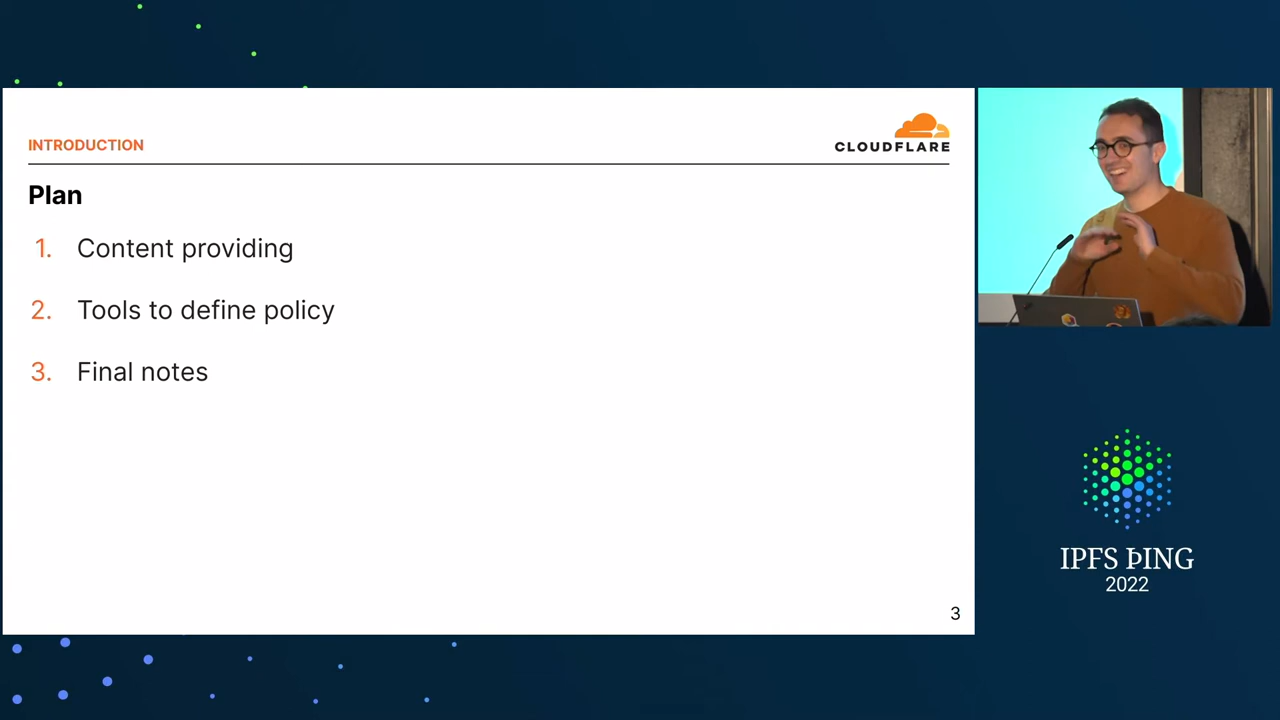 INTRODUCTION
CLOUDFLARE
Plan
1. Content providing
2. Tools to define policy
3. Final notes
3
IPFS ÞING
2022